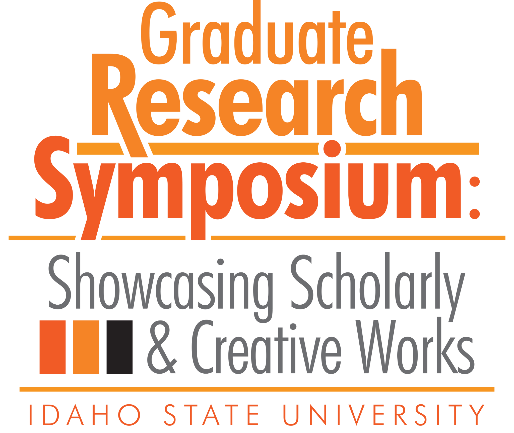 Graduate
Research
Symposium:
Showcasing Scholarly
& Creative Works
IDAHO STATE UNIVERSITY